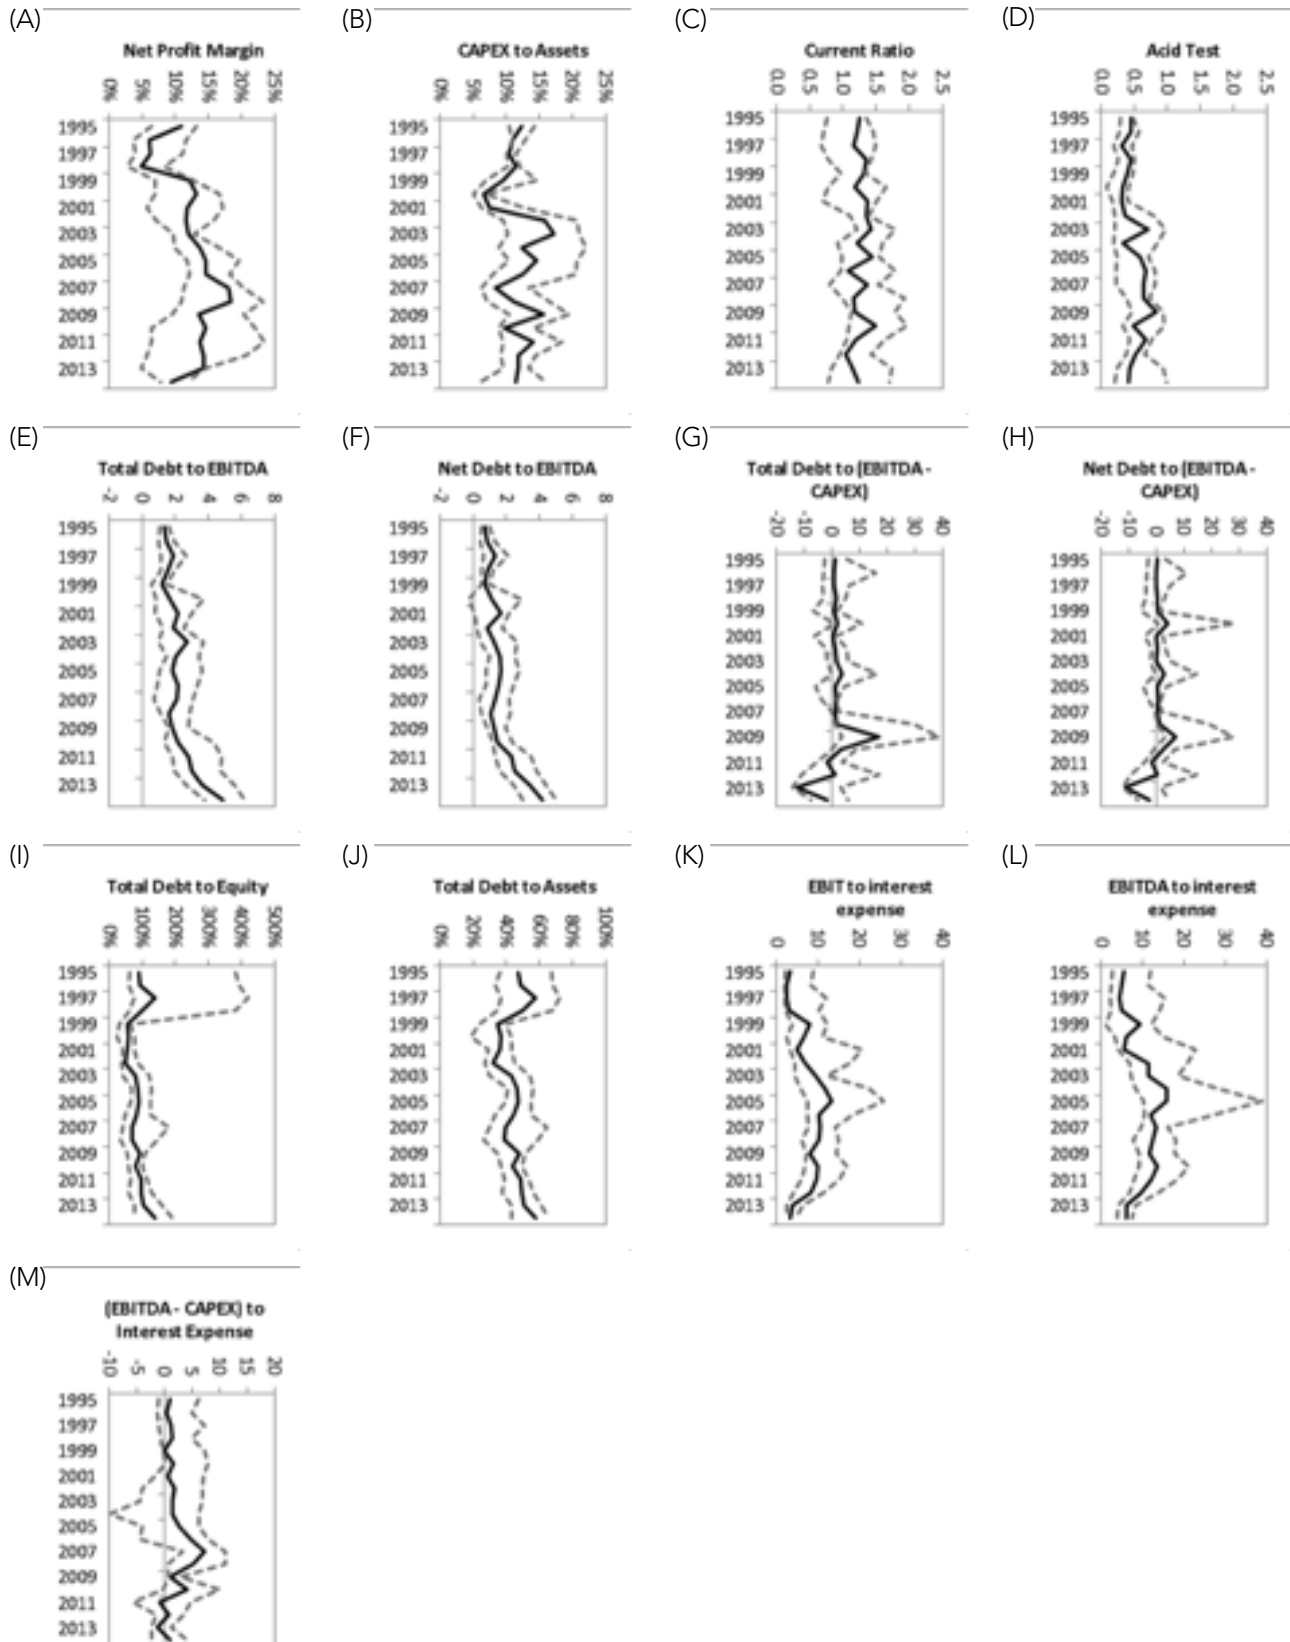 (A)
Net Profit Margin
0% 5% 10% 15% 20% 25%
1995
1997
1999
2001
2003
2005
2007
2009
2011
2013
(B)
CAPEX to Assets
0% 5% 10% 15% 20% 25%
1995
1997
1999
2001
2003
2005
2007
2009
2011
2013
(C)
Current Ratio
0.0 0.5 1.0 1.5 2.0 2.5
1995
1997
1999
2001
2003
2005
2007
2009
2011
2013
(D)
Acid Test
0.0 0.5 1.0 1.5 2.0 2.5
1995
1997
1999
2001
2003
2005
2007
2009
2011
2013
(E)
Total Debt to EBITDA
-2 0 2 4 6 8
1995
1997
1999
2001
2003
2005
2007
2009
2011
2013
(F)
Net Debt to EBITDA
-2 0 2 4 6 8
1995
1997
1999
2001
2003
2005
2007
2009
2011
2013
(G)
Total Debt to (EBITDA -
CAPEX)
-20 -10 0 10 20 30 40
1995
1997
1999
2001
2003
2005
2007
2009
2011
2013
(H)
Net Debt to (EBITDA -
CAPEX)
-20 -10 0 10 20 30 40
1995
1997
1999
2001
2003
2005
2007
2009
2011
2013
(I)
Total Debt to Equity
0% 100% 200% 300% 400% 500%
1995
1997
1999
2001
2003
2005
2007
2009
2011
2013
(J)
Total Debt to Assets
20% 40% 60% 80% 100%
1995
1997
1999
2001
2003
2005
2007
2009
2011
2013
(K)
EBIT to interest
expense
0 10 20 30 40
1995
1997
1999
2001
2003
2005
2007
2009
2011
2013
(L)
EBITDA to interest
expense
0 10 20 30 40
1995
1997
1999
2001
2003
2005
2007
2009
2011
2013
(M)
(EBITDA - CAPEX) to
Interest Expense
-10 -5 0 5 10 15 20
1995
1997
1999
2001
2003
2005
2007
2009
2011
2013